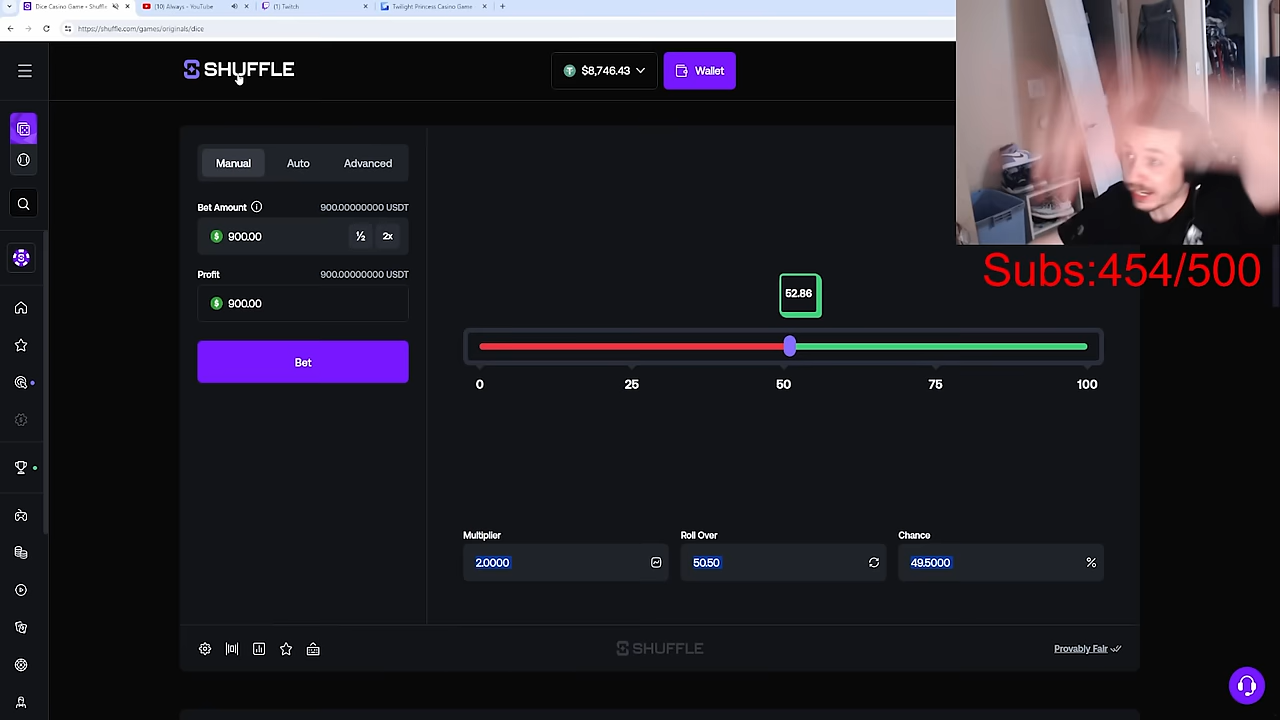 Dice Casino Game - Shuffl
(10) Always - YouTube
(1) Twitch
Twilight Princess Casino Game
https://shuffle.com/games/originals/dice
SHUFFLE
$8,746.43
Wallet
Manual
Auto
Advanced
Bet Amount
900.00000000 USDT
900.00
½
2x
Profit
900.00000000 USDT
900.00
Bet
52.86
0
25
50
75
100
Multiplier
Roll Over
Chance
2.0000
50.50
49.5000
%
SHUFFLE
Provably Fair
Subs:454/500